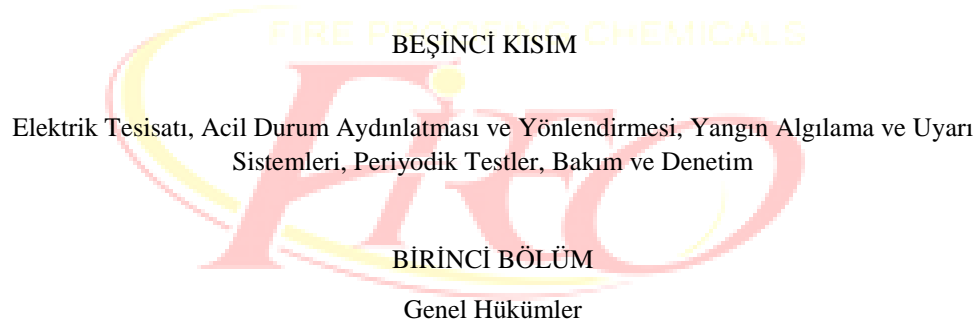 FIRE PROOFING CHEMICALS
BEŞİNCİ KISIM
Elektrik Tesisatı, Acil Durum Aydınlatması ve Yönlendirmesi, Yangın Algılama ve Uyarı
Sistemleri, Periyodik Testler, Bakım ve Denetim
FIREO
BİRİNCİ BÖLÜM
Genel Hükümler